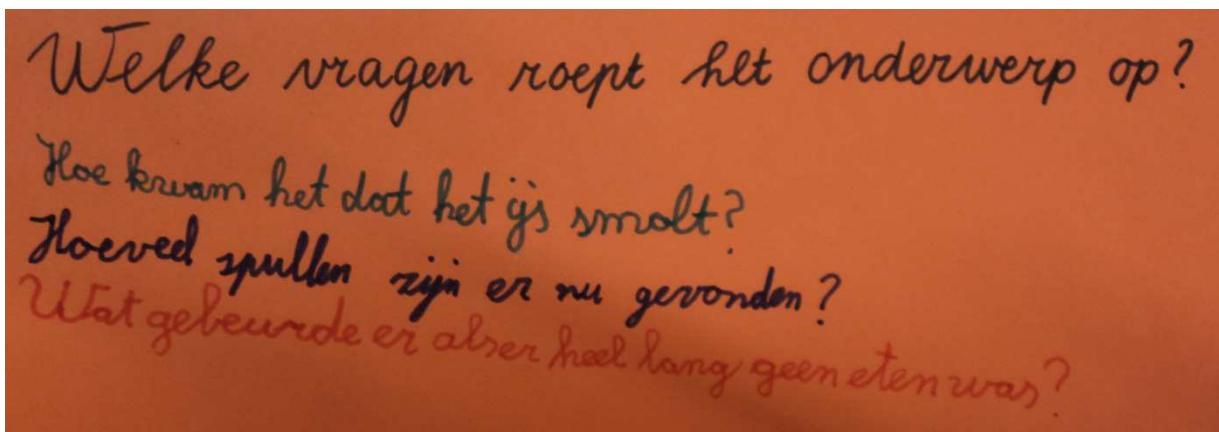 Welke vragen roept het onderwerp op?
Hoe kwam het dat het ijs smolt?
Hoeveel spullen zijn er nu gevonden?
Wat gebeurde er als er heel lang geen eten was?